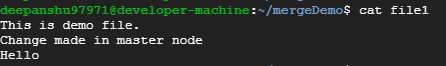 deepanshu97971@developer-machine:~/mergeDemo$ cat file1
This is demo file.
Change made in master node
Hello